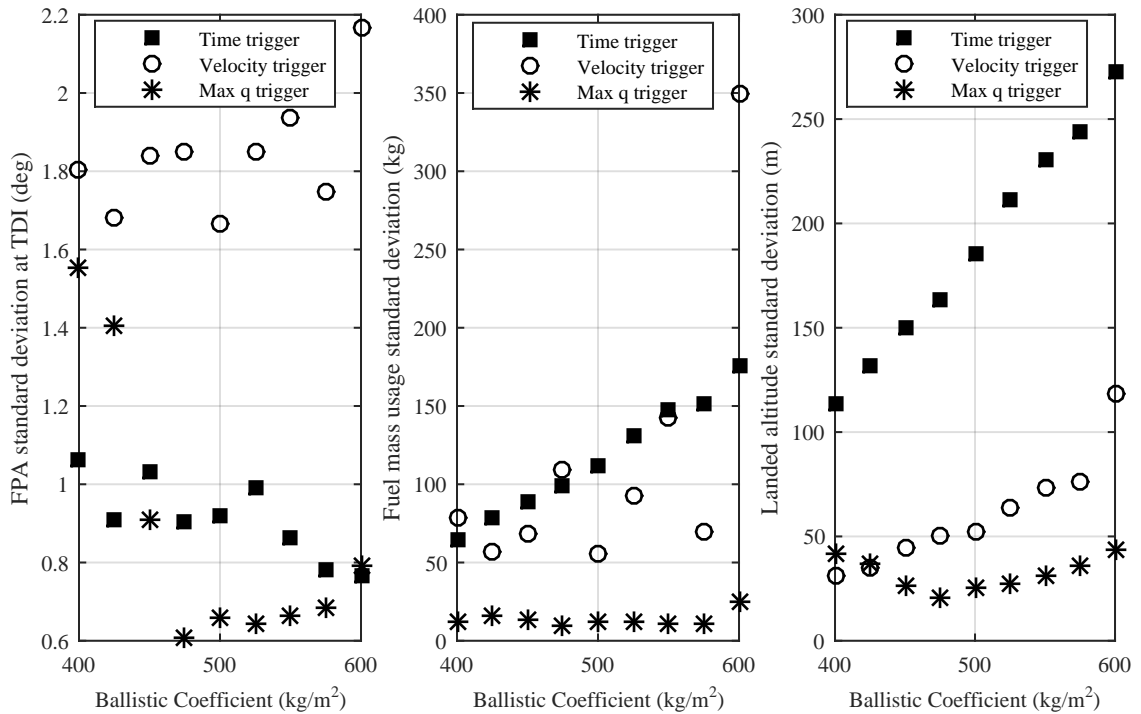 FPA standard deviation at TDI (deg)
2.2
2
1.8
1.6
1.4
1.2
1
0.8
0.6
400
500
600
Ballistic Coefficient (kg/m²)
Time trigger
Velocity trigger
Max q trigger
Fuel mass usage standard deviation (kg)
400
350
300
250
200
150
100
50
0
400
500
600
Ballistic Coefficient (kg/m²)
Time trigger
Velocity trigger
Max q trigger
Landed altitude standard deviation (m)
300
250
200
150
100
50
0
400
500
600
Ballistic Coefficient (kg/m²)
Time trigger
Velocity trigger
Max q trigger